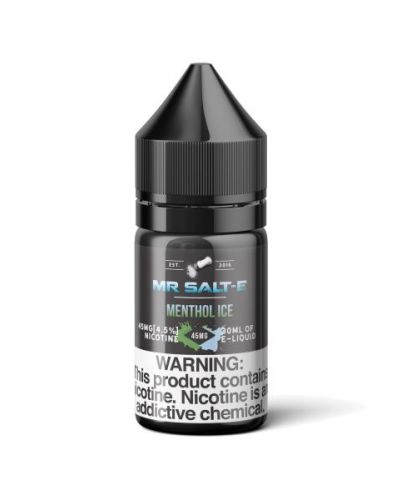 EST. 2016
MR SALT-E
MENTHOL ICE
45MG[4.5%] 30ML OF
NICOTINE 45MG E-LIQUID
WARNING:
This product contains
nicotine. Nicotine is an
addictive chemical.